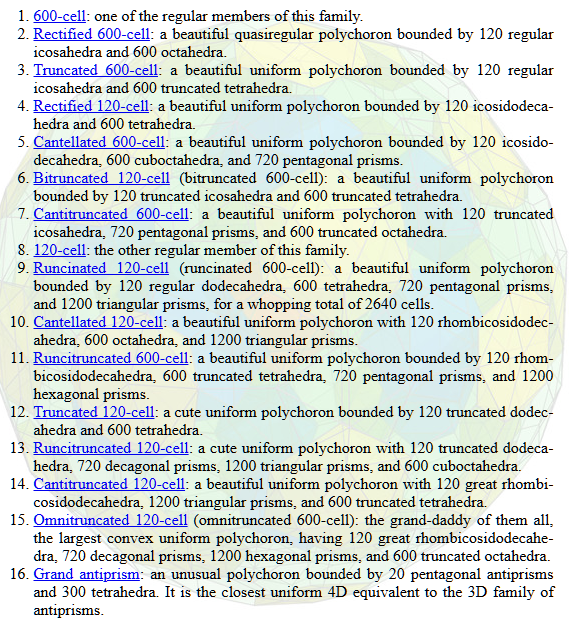 1. 600-cell: one of the regular members of this family.
2. Rectified 600-cell: a beautiful quasiregular polychoron bounded by 120 regular
icosahedra and 600 octahedra.
3. Truncated 600-cell: a beautiful uniform polychoron bounded by 120 regular
icosahedra and 600 truncated tetrahedra.
4. Rectified 120-cell: a beautiful uniform polychoron bounded by 120 icosidodeca-
hedra and 600 tetrahedra.
5. Cantellated 600-cell: a beautiful uniform polychoron bounded by 120 icosido-
decahedra, 600 cuboctahedra, and 720 pentagonal prisms.
6. Bitruncated 120-cell (bitruncated 600-cell): a beautiful uniform polychoron
bounded by 120 truncated icosahedra and 600 truncated tetrahedra.
7. Cantitruncated 600-cell: a beautiful uniform polychoron with 120 truncated
icosahedra, 720 pentagonal prisms, and 600 truncated octahedra.
8. 120-cell: the other regular member of this family.
9. Runcinated 120-cell (runcinated 600-cell): a beautiful uniform polychoron
bounded by 120 regular dodecahedra, 600 tetrahedra, 720 pentagonal prisms,
and 1200 triangular prisms, for a whopping total of 2640 cells.
10. Cantellated 120-cell: a beautiful uniform polychoron with 120 rhombicosidodec-
ahedra, 600 octahedra, and 1200 triangular prisms.
11. Runcitruncated 600-cell: a beautiful uniform polychoron bounded by 120 rhom-
bicosidodecahedra, 600 truncated tetrahedra, 720 pentagonal prisms, and 1200
hexagonal prisms.
12. Truncated 120-cell: a cute uniform polychoron bounded by 120 truncated dodec-
ahedra and 600 tetrahedra.
13. Runcitruncated 120-cell: a cute uniform polychoron with 120 truncated dodeca-
hedra, 720 decagonal prisms, 1200 triangular prisms, and 600 cuboctahedra.
14. Cantitruncated 120-cell: a beautiful uniform polychoron with 120 great rhombi-
cosidodecahedra, 1200 triangular prisms, and 600 truncated tetrahedra.
15. Omnitruncated 120-cell (omnitruncated 600-cell): the grand-daddy of them all,
the largest convex uniform polychoron, having 120 great rhombicosidodecahe-
dra, 720 decagonal prisms, 1200 hexagonal prisms, and 600 truncated octahedra.
16. Grand antiprism: an unusual polychoron bounded by 20 pentagonal antiprisms
and 300 tetrahedra. It is the closest uniform 4D equivalent to the 3D family of
antiprisms.